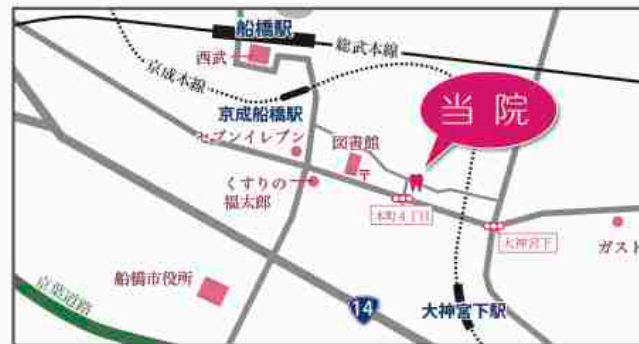 船橋駅
西武
総武本線
京成本線
京成船橋駅
セブンイレブン
図書館
当院
〒
くすりの
福太郎
本町4丁目
大神宮下
ガスト
船橋市役所
14
大神宮下駅
京葉道路